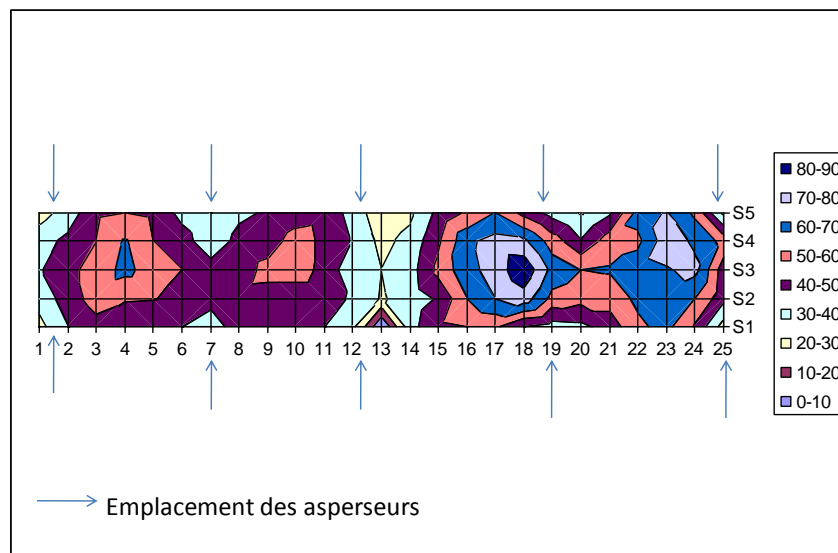 80-90
70-80
60-70
50-60
40-50
30-40
20-30
10-20
0-10
S5
S4
S3
S2
S1
1 2 3 4 5 6 7 8 9 10 11 12 13 14 15 16 17 18 19 20 21 22 23 24 25
Emplacement des asperseurs